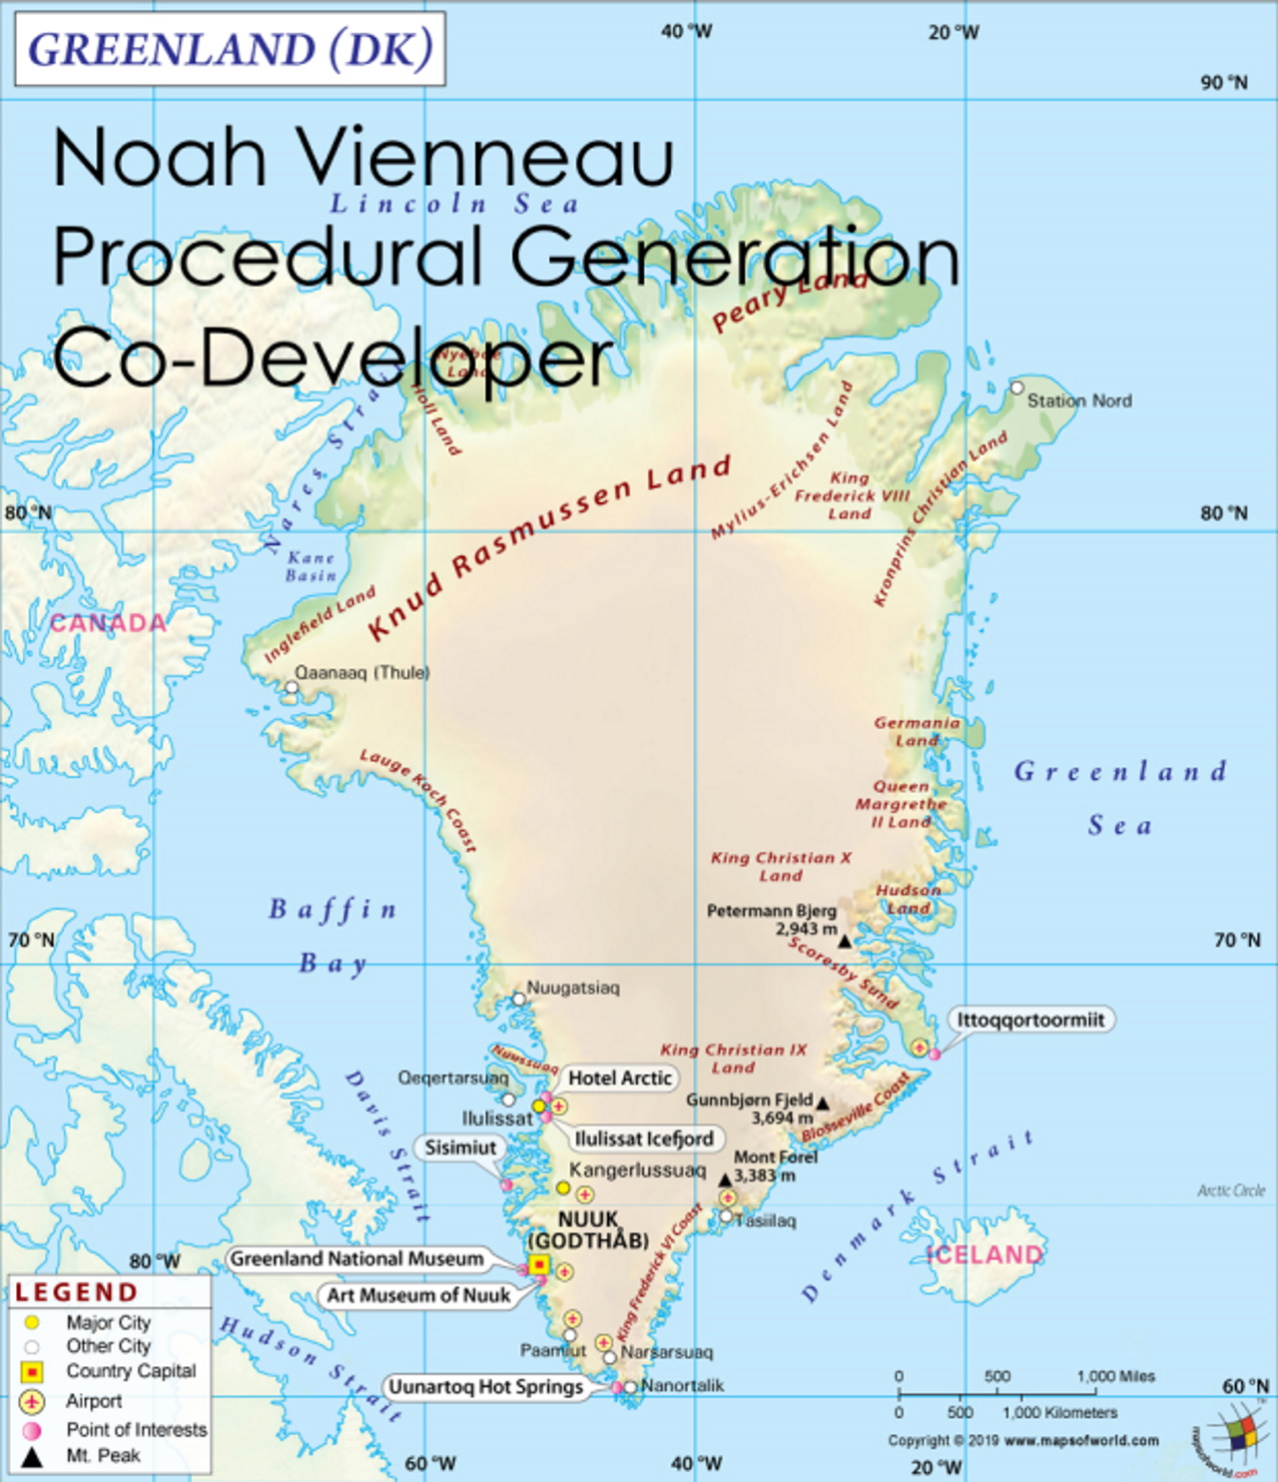 GREENLAND (DK)
40 °W
20 °W
90 °N
Noah Vienneau
Lincoln Sea
Procedural Generation
Peary Land
Co-Developer
Nyeboe
Land
Holl Land
Station Nord
Nares Strait
Knud Rasmussen Land
Mylius-Erichsen Land
King
Frederick VIII
Land
Kronprins Christian Land
80 °N
80 °N
Kane
Basin
CANADA
Inglefield Land
Qaanaaq (Thule)
Germania
Land
Lauge Koch Coast
Greenland
Sea
Queen
Margrethe
II Land
King Christian X
Land
Hudson
Land
Baffin
Bay
Petermann Bjerg
2,943 m
70 °N
70 °N
Scoresby Sund
Nuugatsiaq
Ittoqqortoormiit
Nuussuaq
King Christian IX
Land
Qeqertarsuaq
Hotel Arctic
Ilulissat
Gunnbjørn Fjeld
3,694 m
Blosseville Coast
Davis Strait
Ilulissat Icefjord
Sisimiut
Kangerlussuaq
Mont Forel
3,383 m
Denmark Strait
Arctic Circle
NUUK
(GODTHÅB)
Tasiilaq
King Frederick VI Coast
ICELAND
80 °W
Greenland National Museum
Art Museum of Nuuk
LEGEND
Major City
Other City
Country Capital
Airport
Point of Interests
Mt. Peak
Hudson Strait
Paamiut
Narsarsuaq
Uunartoq Hot Springs
Nanortalik
0 500 1,000 Miles
0 500 1,000 Kilometers
60 °N
Copyright © 2019 www.mapsofworld.com
mapsofworld.com
60 °W
40 °W
20 °W